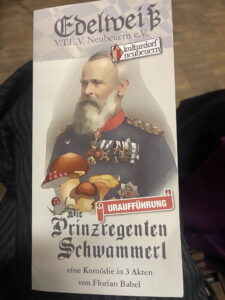 Edelweiß
V.T.E.V. Neubeuern e.V.
kulturdorf
neubeuern
URAUFFÜHRUNG
Die
Prinzregenten
Schwammerl
eine Komödie in 3 Akten
von Florian Babel